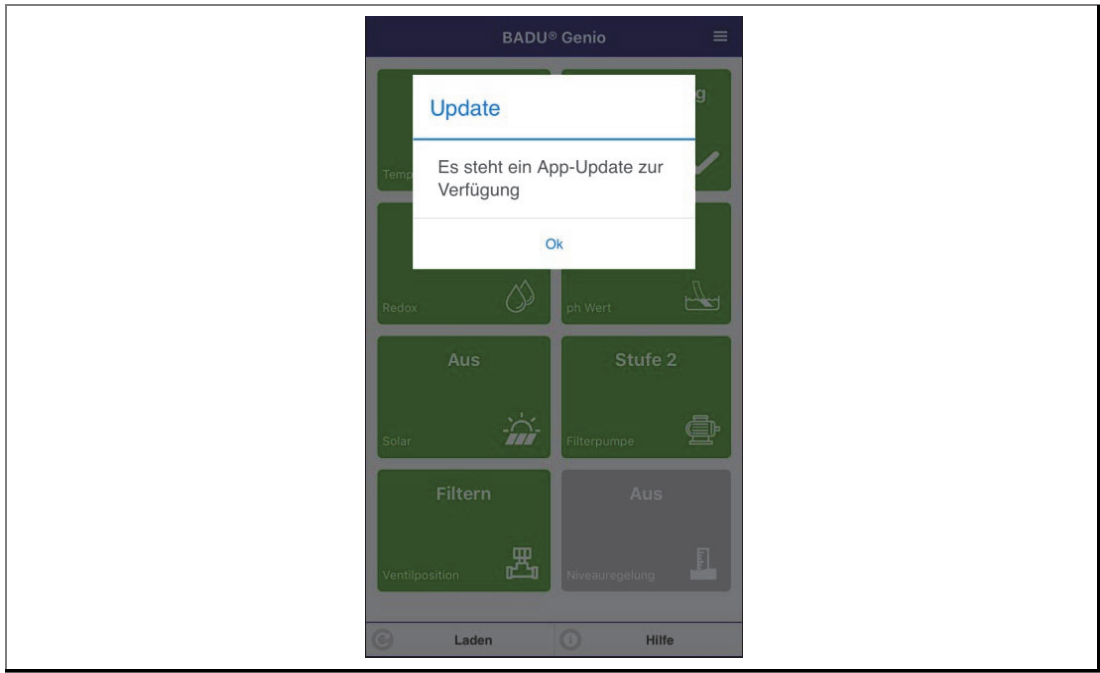 BADU® Genio
g
Update
Es steht ein App-Update zur
Verfügung
Ok
Temp
Redox
ph Wert
Aus
Solar
Stufe 2
Filterpumpe
Filtern
Ventilposition
Aus
Niveauregelung
Laden
Hilfe